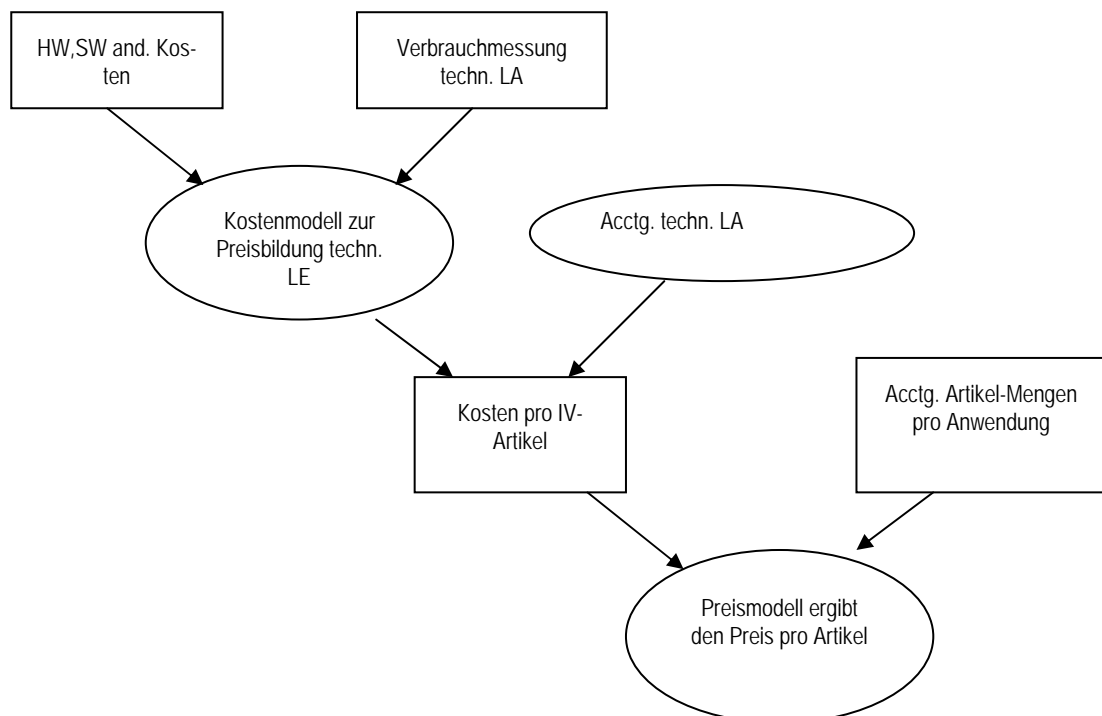 HW,SW and. Kos-
ten
Verbrauchmessung
techn. LA
Kostenmodell zur
Preisbildung techn.
LE
Acctg. techn. LA
Kosten pro IV-
Artikel
Acctg. Artikel-Mengen
pro Anwendung
Preismodell ergibt
den Preis pro Artikel